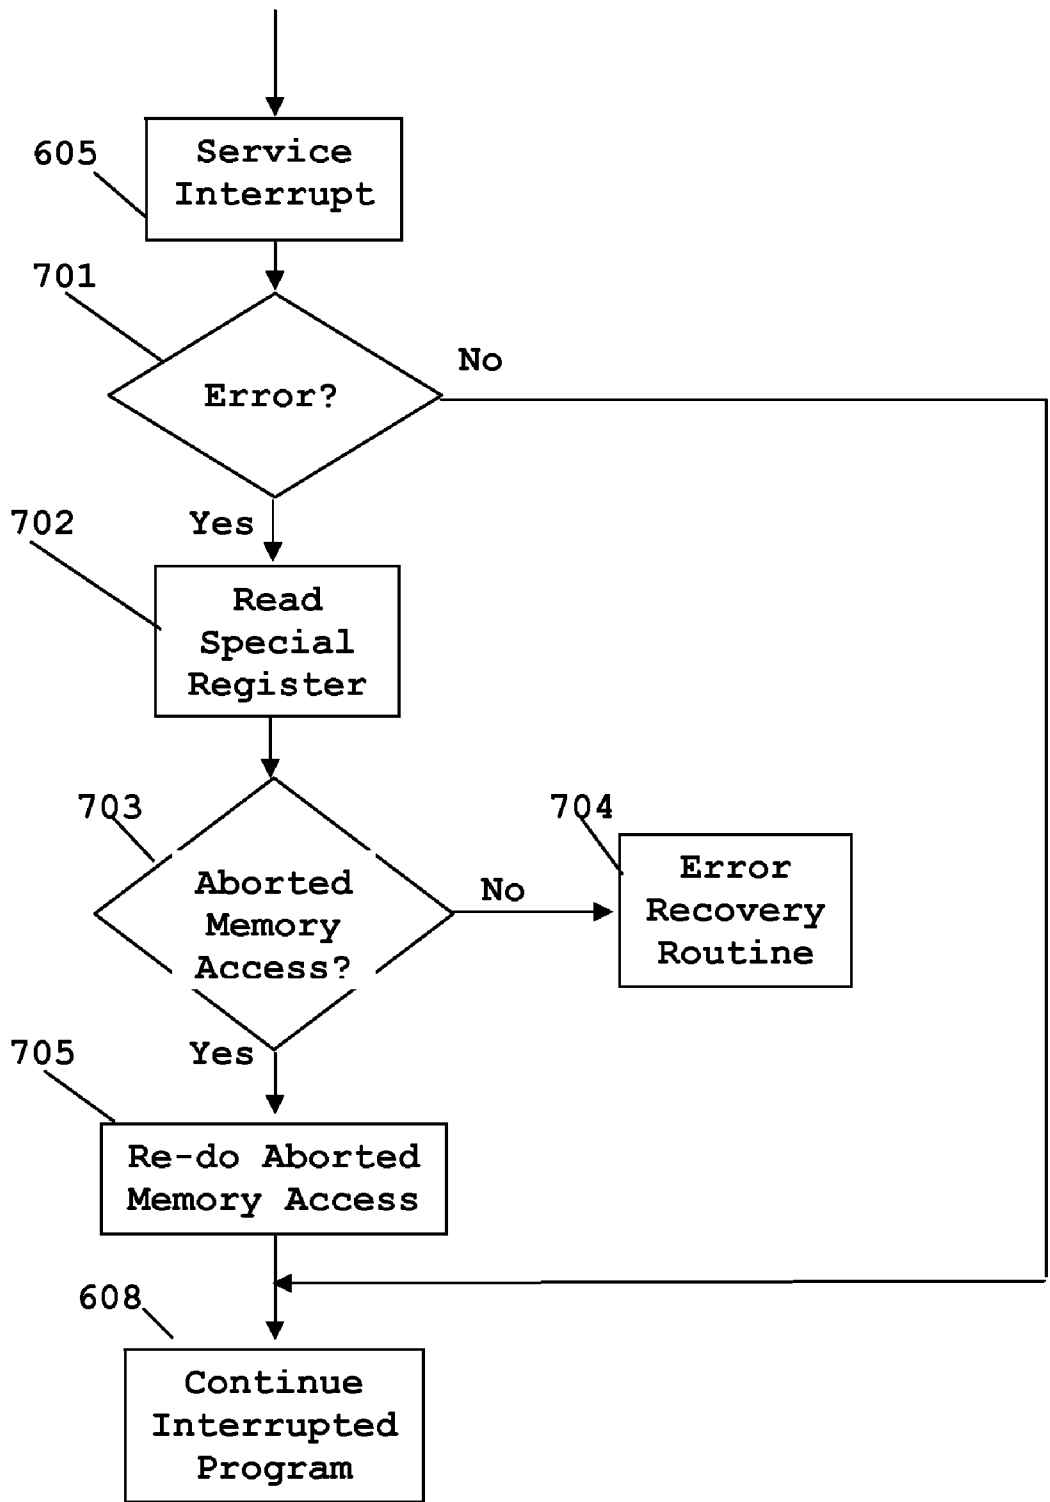 605
Service
Interrupt
701
No
Error?
702
Yes
Read
Special
Register
703
704
Aborted
Memory
Access?
No
Error
Recovery
Routine
705
Yes
Re-do Aborted
Memory Access
608
Continue
Interrupted
Program